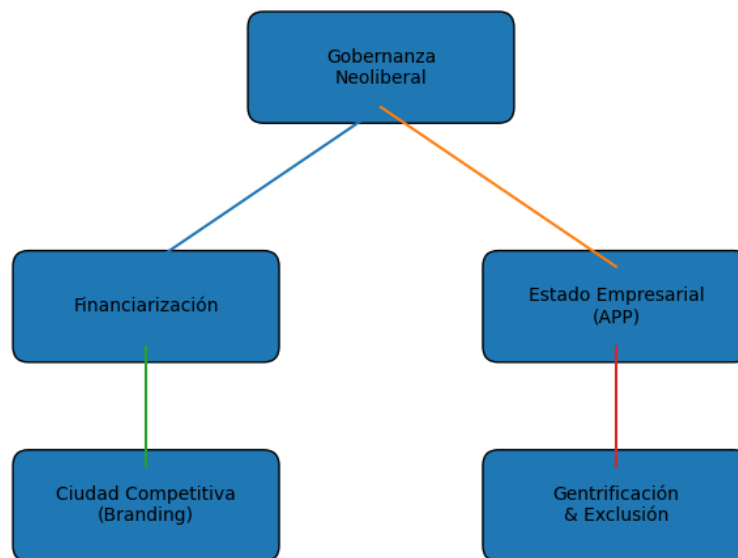 Gobernanza
Neoliberal
Financiarización
Estado Empresarial
(APP)
Ciudad Competitiva
(Branding)
Gentrificación
& Exclusión